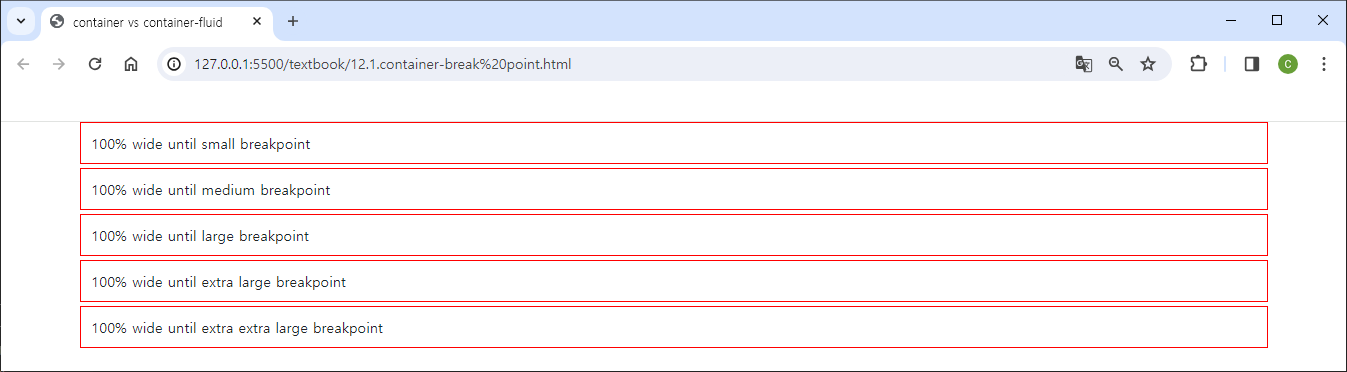 container vs container-fluid
127.0.0.1:5500/textbook/12.1.container-break%20point.html
C
100% wide until small breakpoint
100% wide until medium breakpoint
100% wide until large breakpoint
100% wide until extra large breakpoint
100% wide until extra extra large breakpoint